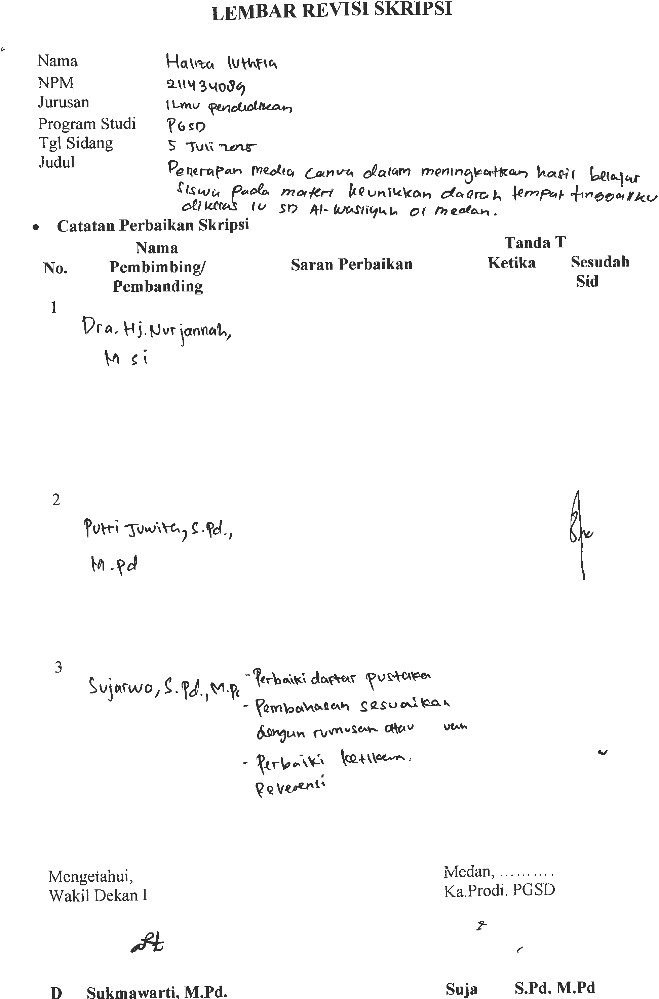 LEMBAR REVISI SKRIPSI
Nama Haliza luthfia
NPM 211434089
Jurusan ILmu pendidikan
Program Studi PGSD
Tgl Sidang 5 Juli 2025
Judul Penerapan media canva dalam meningkatkan hasil belajar
siswa pada materi keunikkan daerah tempat tinggalku
dikelas IV SD Al-Wasliyah 01 medan.
• Catatan Perbaikan Skripsi
Nama Tanda T
No. Pembimbing/ Saran Perbaikan Ketika Sesudah
Pembanding Sid
1
Dra. Hj. Nurjannah,
M si
2
Putri Juwita, S.Pd.,
M.Pd
3
Sujarwo, S.Pd., M.Pd - Perbaiki daftar pustaka
- Pembahasan sesuaikan
dengan rumusan atau
- Perbaiki
Mengetahui, Medan, ..........
Wakil Dekan I Ka.Prodi. PGSD
D Sukmawarti, M.Pd. Suja S.Pd. M.Pd